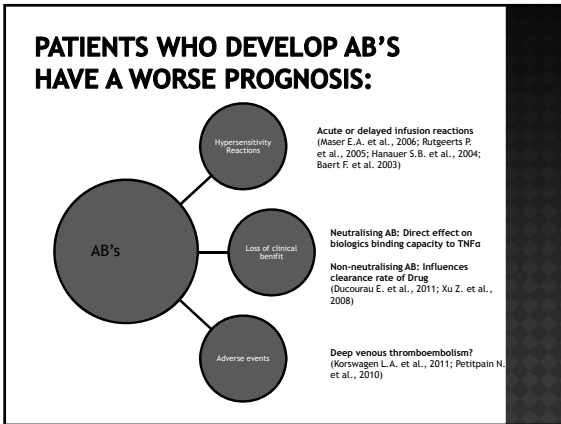 PATIENTS WHO DEVELOP AB'S
HAVE A WORSE PROGNOSIS:
AB's
Hypersensitivity
Reactions
Acute or delayed infusion reactions
(Maser E.A. et al., 2006; Rutgeerts P.
et al., 2005; Hanauer S.B. et al., 2004;
Baert F. et al. 2003)
Loss of clinical
benifit
Neutralising AB: Direct effect on
biologics binding capacity to TNFα
Non-neutralising AB: Influences
clearance rate of Drug
(Ducourau E. et al., 2011; Xu Z. et al.,
2008)
Adverse events
Deep venous thromboembolism?
(Korswagen L.A. et al., 2011; Petitpain N.
et al., 2010)